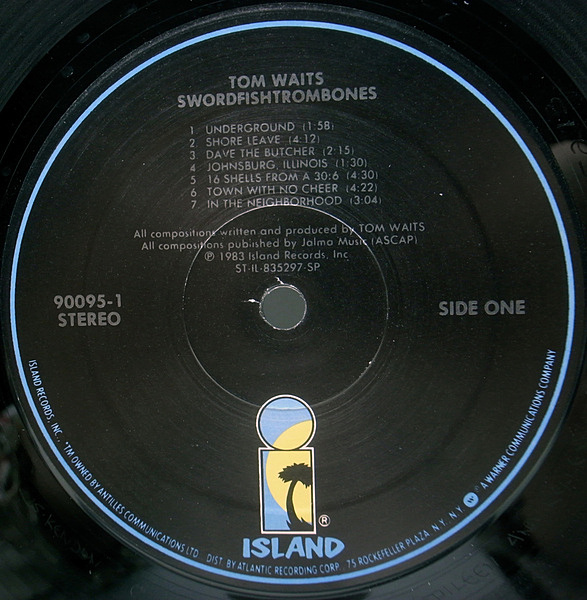 TOM WAITS
SWORDFISHTROMBONES
1 UNDERGROUND (1:58)
2 SHORE LEAVE (4:12)
3 DAVE THE BUTCHER (2:15)
4 JOHNSBURG, ILLINOIS (1:30)
5 16 SHELLS FROM A 30:6 (4:30)
6 TOWN WITH NO CHEER (4:22)
7 IN THE NEIGHBORHOOD (3:04)
All compositions written and produced by TOM WAITS
All compositions published by Jalma Music (ASCAP)
℗ 1983 Island Records, Inc
ST-IL-835297-SP
90095-1
STEREO
SIDE ONE
ISLAND®
ISLAND RECORDS, INC., *TM OWNED BY ANTILLES COMMUNICATIONS LTD. DIST. BY ATLANTIC RECORDING CORP. 75 ROCKEFELLER PLAZA, N.Y., N.Y. A WARNER COMMUNICATIONS COMPANY